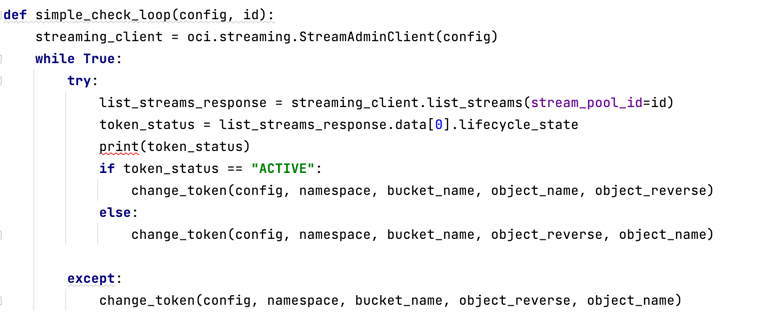 def simple_check_loop(config, id):
    streaming_client = oci.streaming.StreamAdminClient(config)
    while True:
        try:
            list_streams_response = streaming_client.list_streams(stream_pool_id=id)
            token_status = list_streams_response.data[0].lifecycle_state
            print(token_status)
            if token_status == "ACTIVE":
                change_token(config, namespace, bucket_name, object_name, object_reverse)
            else:
                change_token(config, namespace, bucket_name, object_reverse, object_name)
        except:
            change_token(config, namespace, bucket_name, object_reverse, object_name)